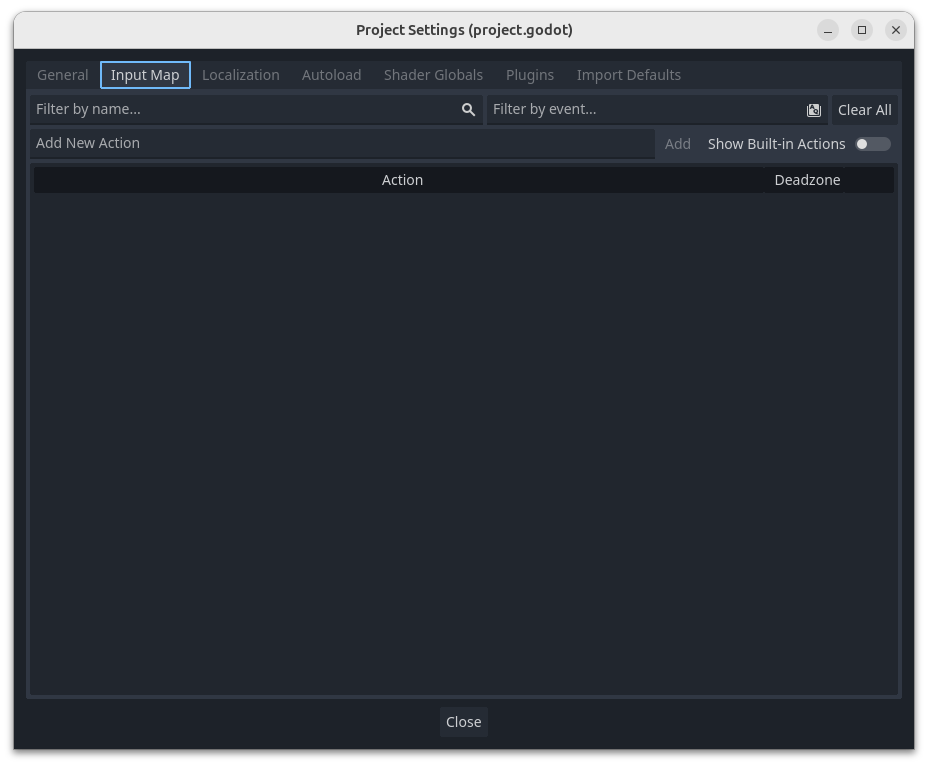 Project Settings (project.godot)
General Input Map Localization Autoload Shader Globals Plugins Import Defaults
Filter by name... Filter by event... Clear All
Add New Action Add Show Built-in Actions
Action Deadzone
Close